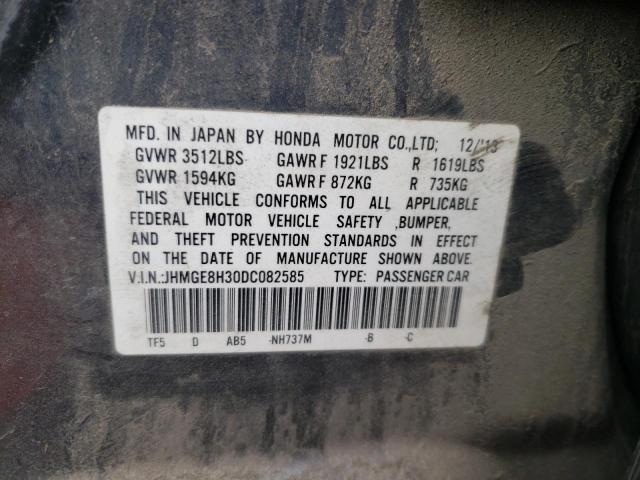 MFD. IN JAPAN BY HONDA MOTOR CO.,LTD; 12/'13
GVWR 3512LBS GAWR F 1921LBS R 1619LBS
GVWR 1594KG GAWR F 872KG R 735KG
THIS VEHICLE CONFORMS TO ALL APPLICABLE
FEDERAL MOTOR VEHICLE SAFETY ,BUMPER,
AND THEFT PREVENTION STANDARDS IN EFFECT
ON THE DATE OF MANUFACTURE SHOWN ABOVE.
V.I.N.:JHMGE8H30DC082585 TYPE: PASSENGER CAR
TF5 D AB5 -NH737M -B -C